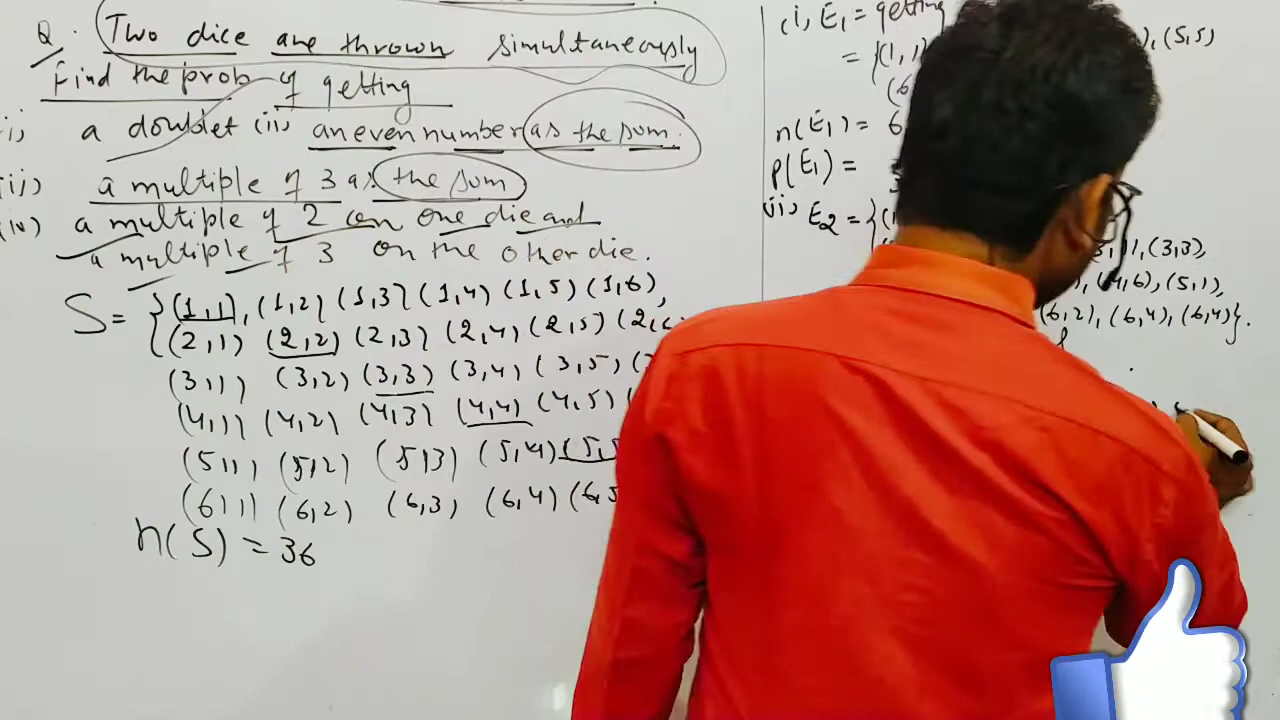 Q. Two dice are thrown simultaneously
Find the prob of getting
i) a doublet (ii) an even number as the sum.
iii) a multiple of 3 as the sum
(iv) a multiple of 2 on one die and
a multiple of 3 on the other die.
S = {(1,1), (1,2) (1,3) (1,4) (1,5) (1,6),
(2,1) (2,2) (2,3) (2,4) (2,5) (2,
(3,1) (3,2) (3,3) (3,4) (3,5)
(4,1) (4,2) (4,3) (4,4) (4,5)
(5,1) (5,2) (5,3) (5,4) (5,5
(6,1) (6,2) (6,3) (6,4) (6,5
n(S) = 36
(i) E1 = getting
= {(1,1) ), (5,5)
(6
n(E1) = 6
P(E1) =
(ii) E2 = {(1
), (3,3),
(4,6), (5,1),
(6,2), (6,4), (6,4)}.